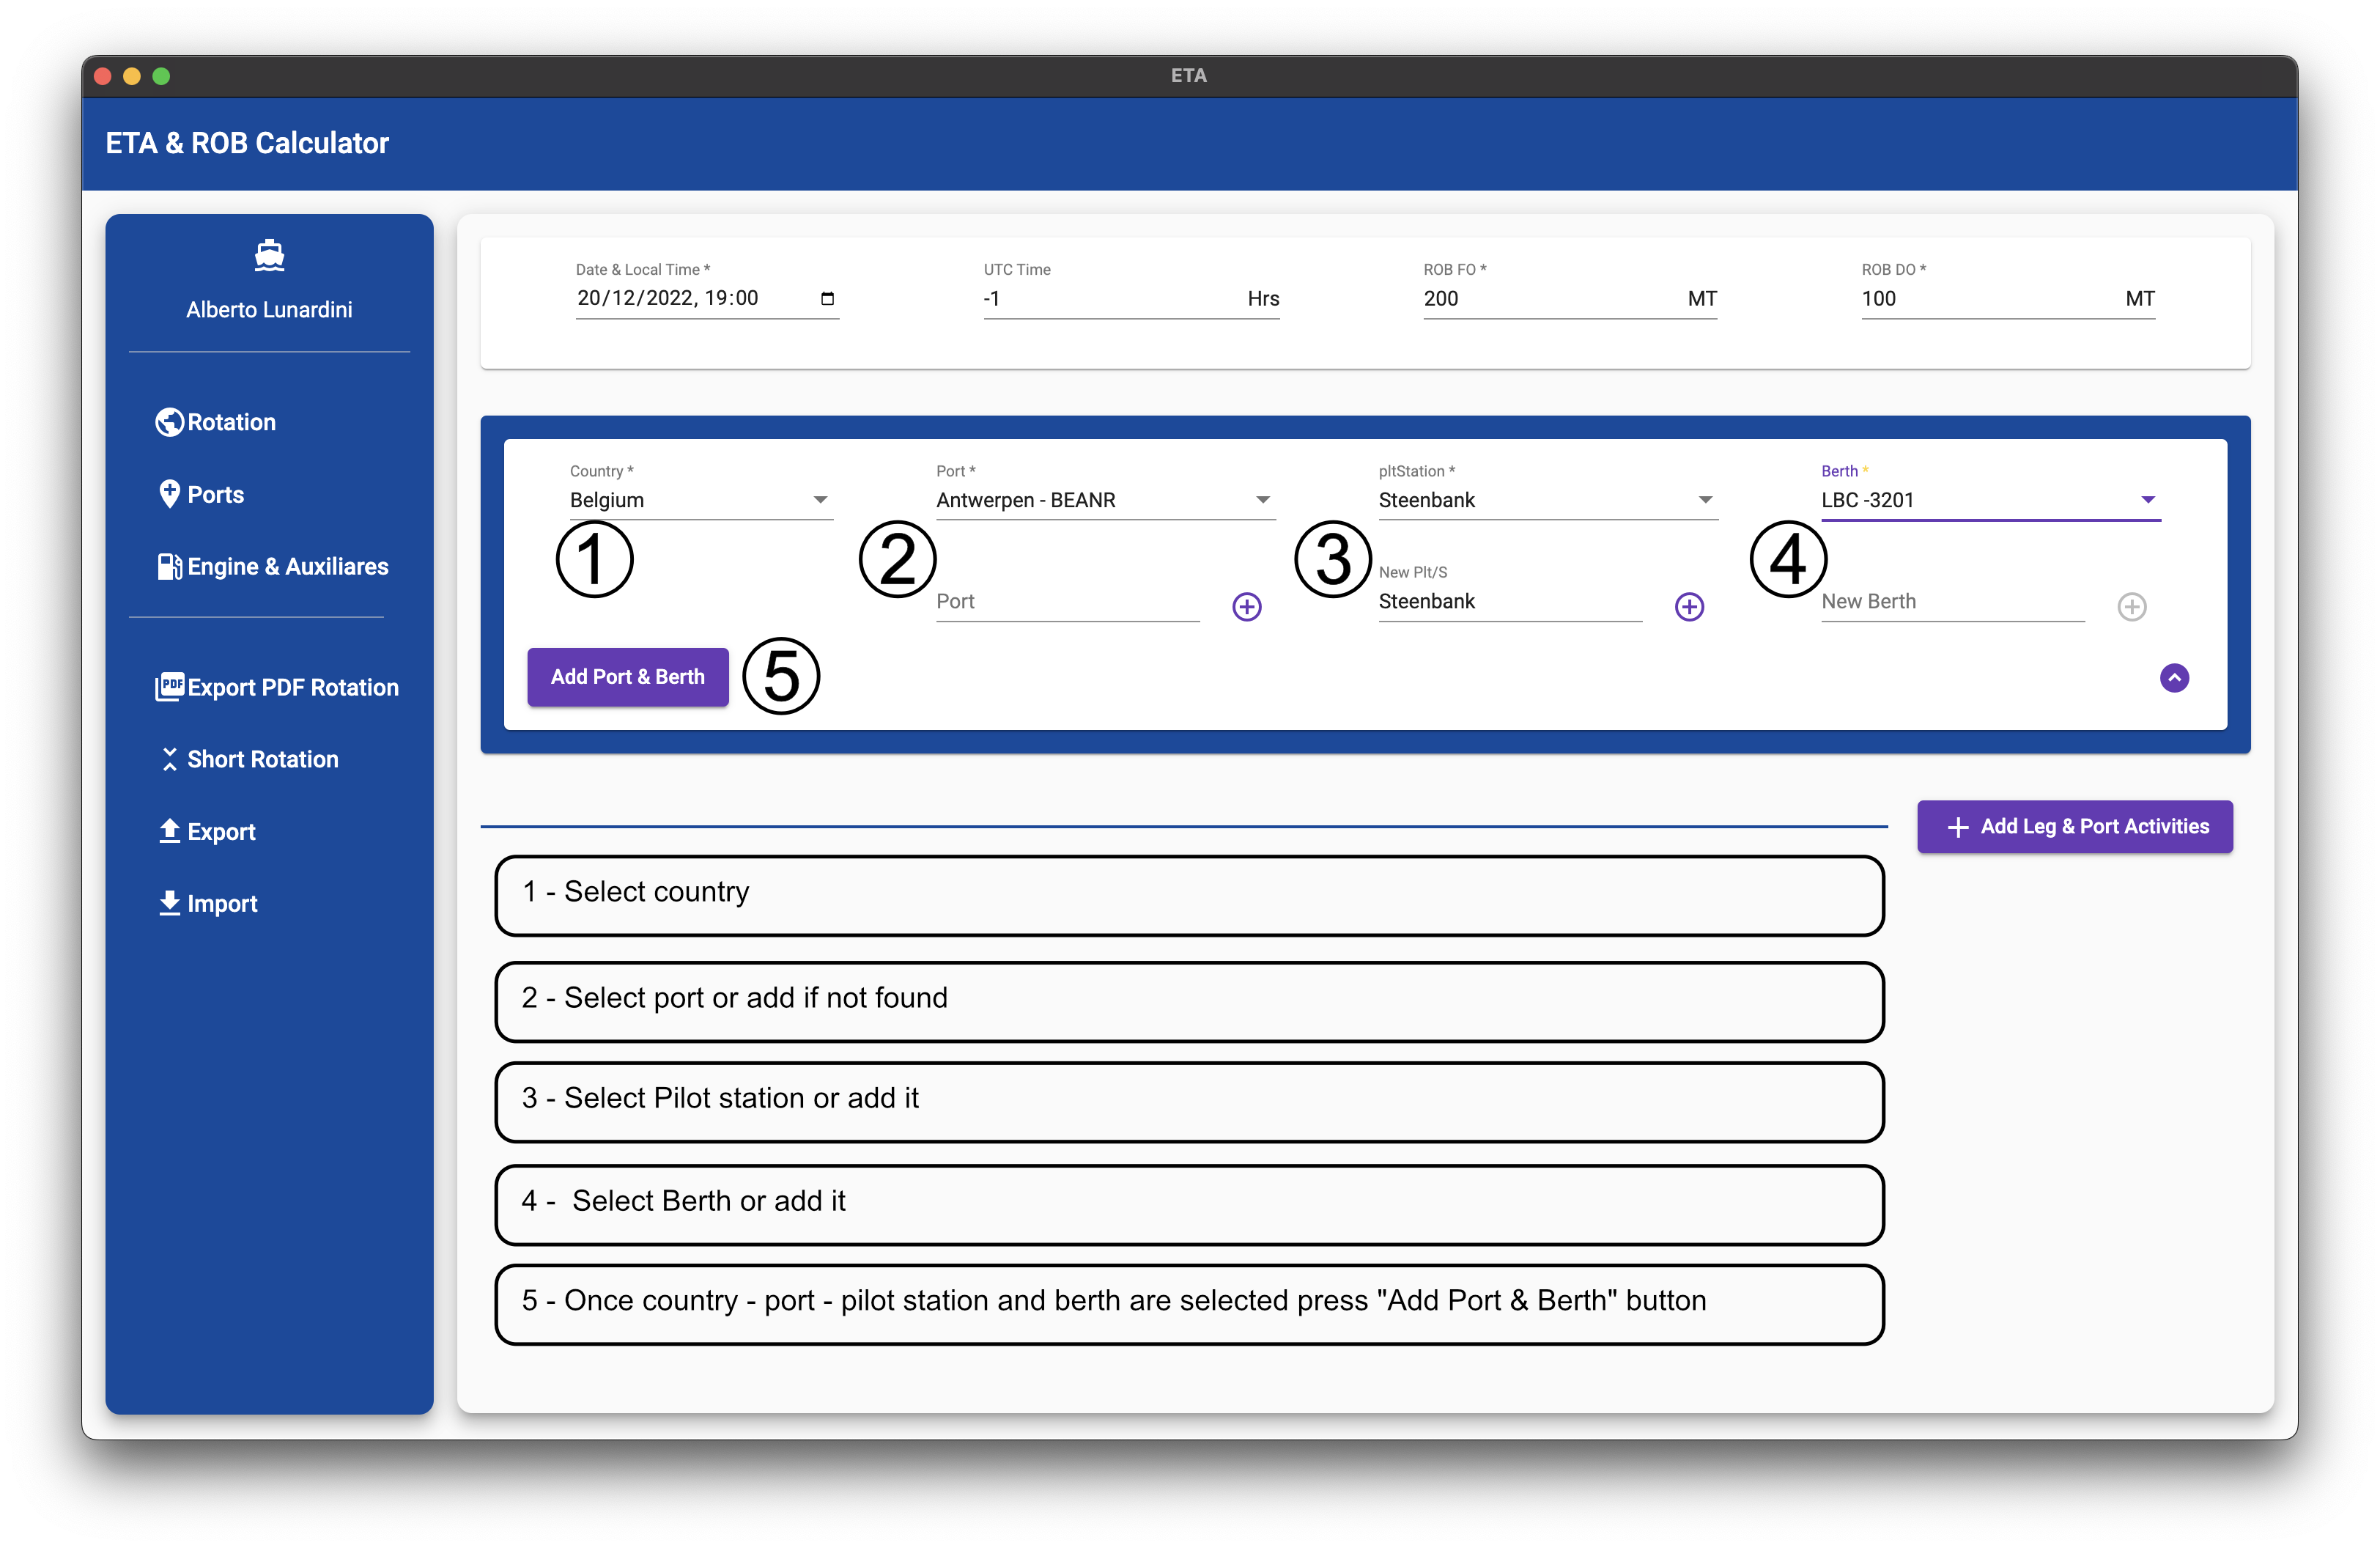 ETA
ETA & ROB Calculator
Alberto Lunardini
Rotation
Ports
Engine & Auxiliares
Export PDF Rotation
Short Rotation
Export
Import
Date & Local Time * UTC Time ROB FO * ROB DO *
20/12/2022, 19:00 -1 Hrs 200 MT 100 MT
Country * Port * pltStation * Berth *
Belgium Antwerpen - BEANR Steenbank LBC -3201
1 2 3 4
New Plt/S
Port Steenbank New Berth
Add Port & Berth 5
Add Leg & Port Activities
1 - Select country
2 - Select port or add if not found
3 - Select Pilot station or add it
4 - Select Berth or add it
5 - Once country - port - pilot station and berth are selected press "Add Port & Berth" button